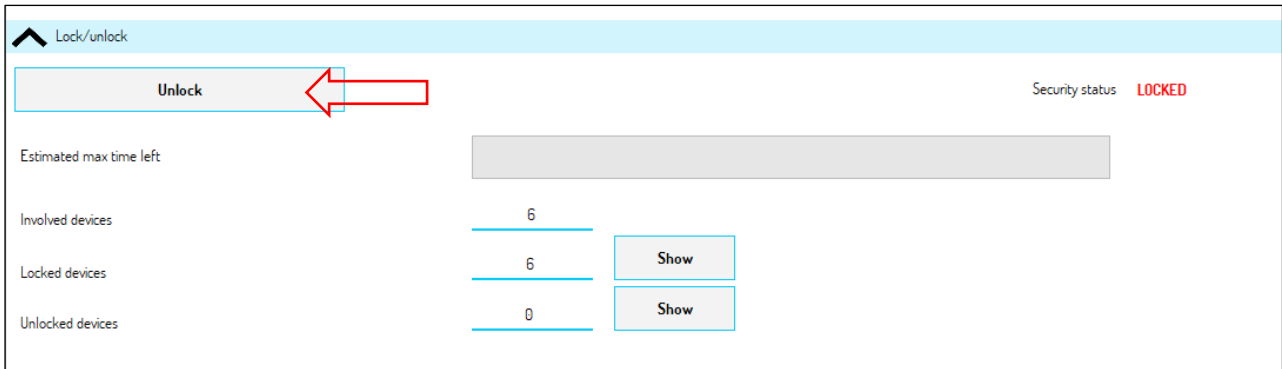 Lock/unlock
Unlock
Security status LOCKED
Estimated max time left
Involved devices 6
Locked devices 6 Show
Unlocked devices 0 Show